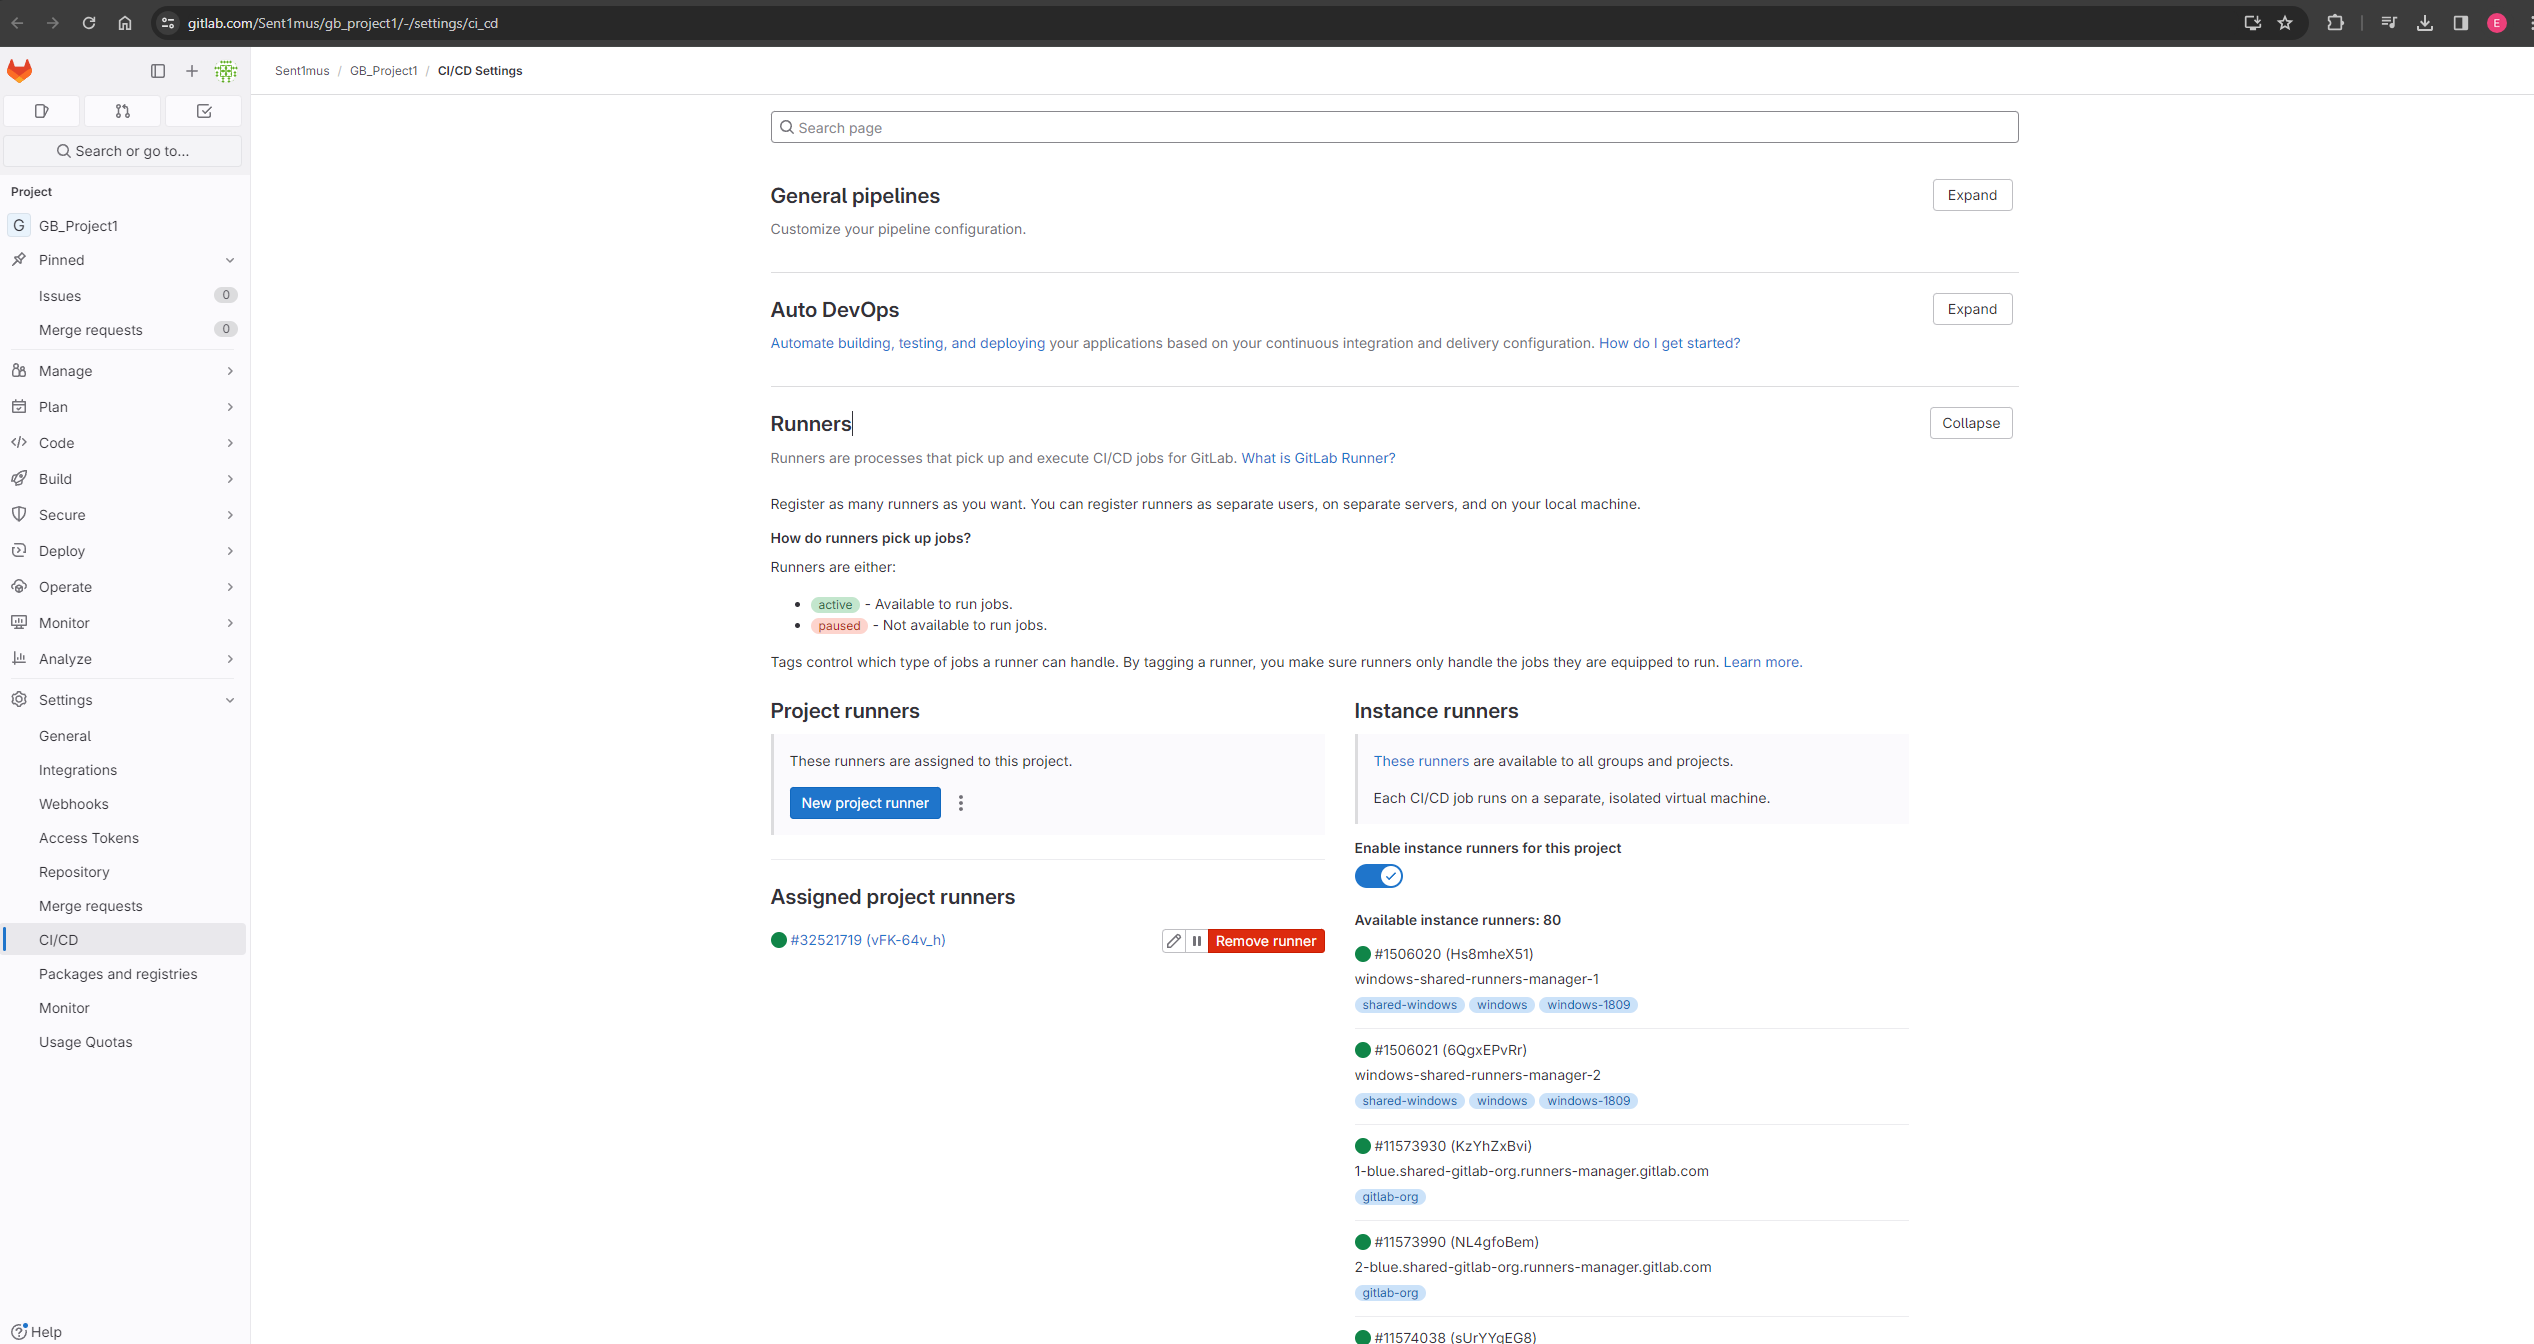 gitlab.com/Sent1mus/gb_project1/-/settings/ci_cd
E
Sent1mus / GB_Project1 / CI/CD Settings
Search or go to...
Project
G GB_Project1
Pinned
Issues 0
Merge requests 0
Manage
Plan
Code
Build
Secure
Deploy
Operate
Monitor
Analyze
Settings
General
Integrations
Webhooks
Access Tokens
Repository
Merge requests
CI/CD
Packages and registries
Monitor
Usage Quotas
Help
Search page
General pipelines
Expand
Customize your pipeline configuration.
Auto DevOps
Expand
Automate building, testing, and deploying your applications based on your continuous integration and delivery configuration. How do I get started?
Runners
Collapse
Runners are processes that pick up and execute CI/CD jobs for GitLab. What is GitLab Runner?
Register as many runners as you want. You can register runners as separate users, on separate servers, and on your local machine.
How do runners pick up jobs?
Runners are either:
active - Available to run jobs.
paused - Not available to run jobs.
Tags control which type of jobs a runner can handle. By tagging a runner, you make sure runners only handle the jobs they are equipped to run. Learn more.
Project runners
These runners are assigned to this project.
New project runner
Assigned project runners
#32521719 (vFK-64v_h)
Remove runner
Instance runners
These runners are available to all groups and projects.
Each CI/CD job runs on a separate, isolated virtual machine.
Enable instance runners for this project
Available instance runners: 80
#1506020 (Hs8mheX51)
windows-shared-runners-manager-1
shared-windows windows windows-1809
#1506021 (6QgxEPvRr)
windows-shared-runners-manager-2
shared-windows windows windows-1809
#11573930 (KzYhZxBvi)
1-blue.shared-gitlab-org.runners-manager.gitlab.com
gitlab-org
#11573990 (NL4gfoBem)
2-blue.shared-gitlab-org.runners-manager.gitlab.com
gitlab-org
#11574038 (sUrYYqEG8)